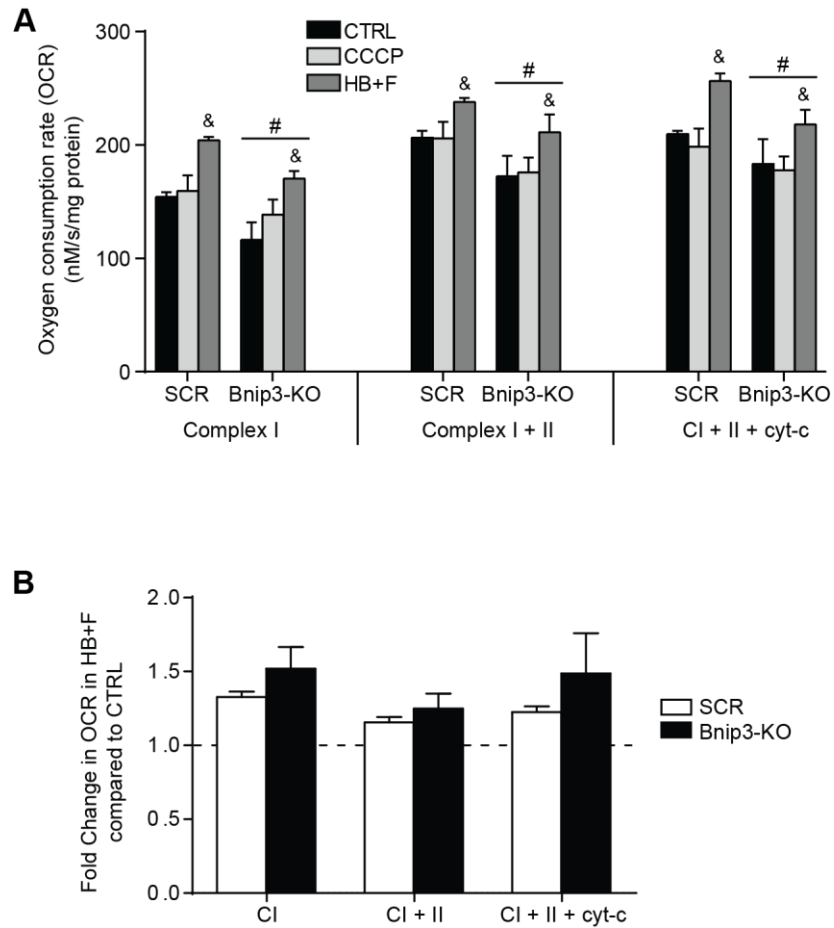 A
Oxygen consumption rate (OCR)
(nM/s/mg protein)
300
200
100
0
CTRL
CCCP
HB+F
& # & & # & & # &
SCR Bnip3-KO SCR Bnip3-KO SCR Bnip3-KO
Complex I Complex I + II CI + II + cyt-c
B
Fold Change in OCR in HB+F
compared to CTRL
2.0
1.5
1.0
0.5
0.0
SCR
Bnip3-KO
CI CI + II CI + II + cyt-c